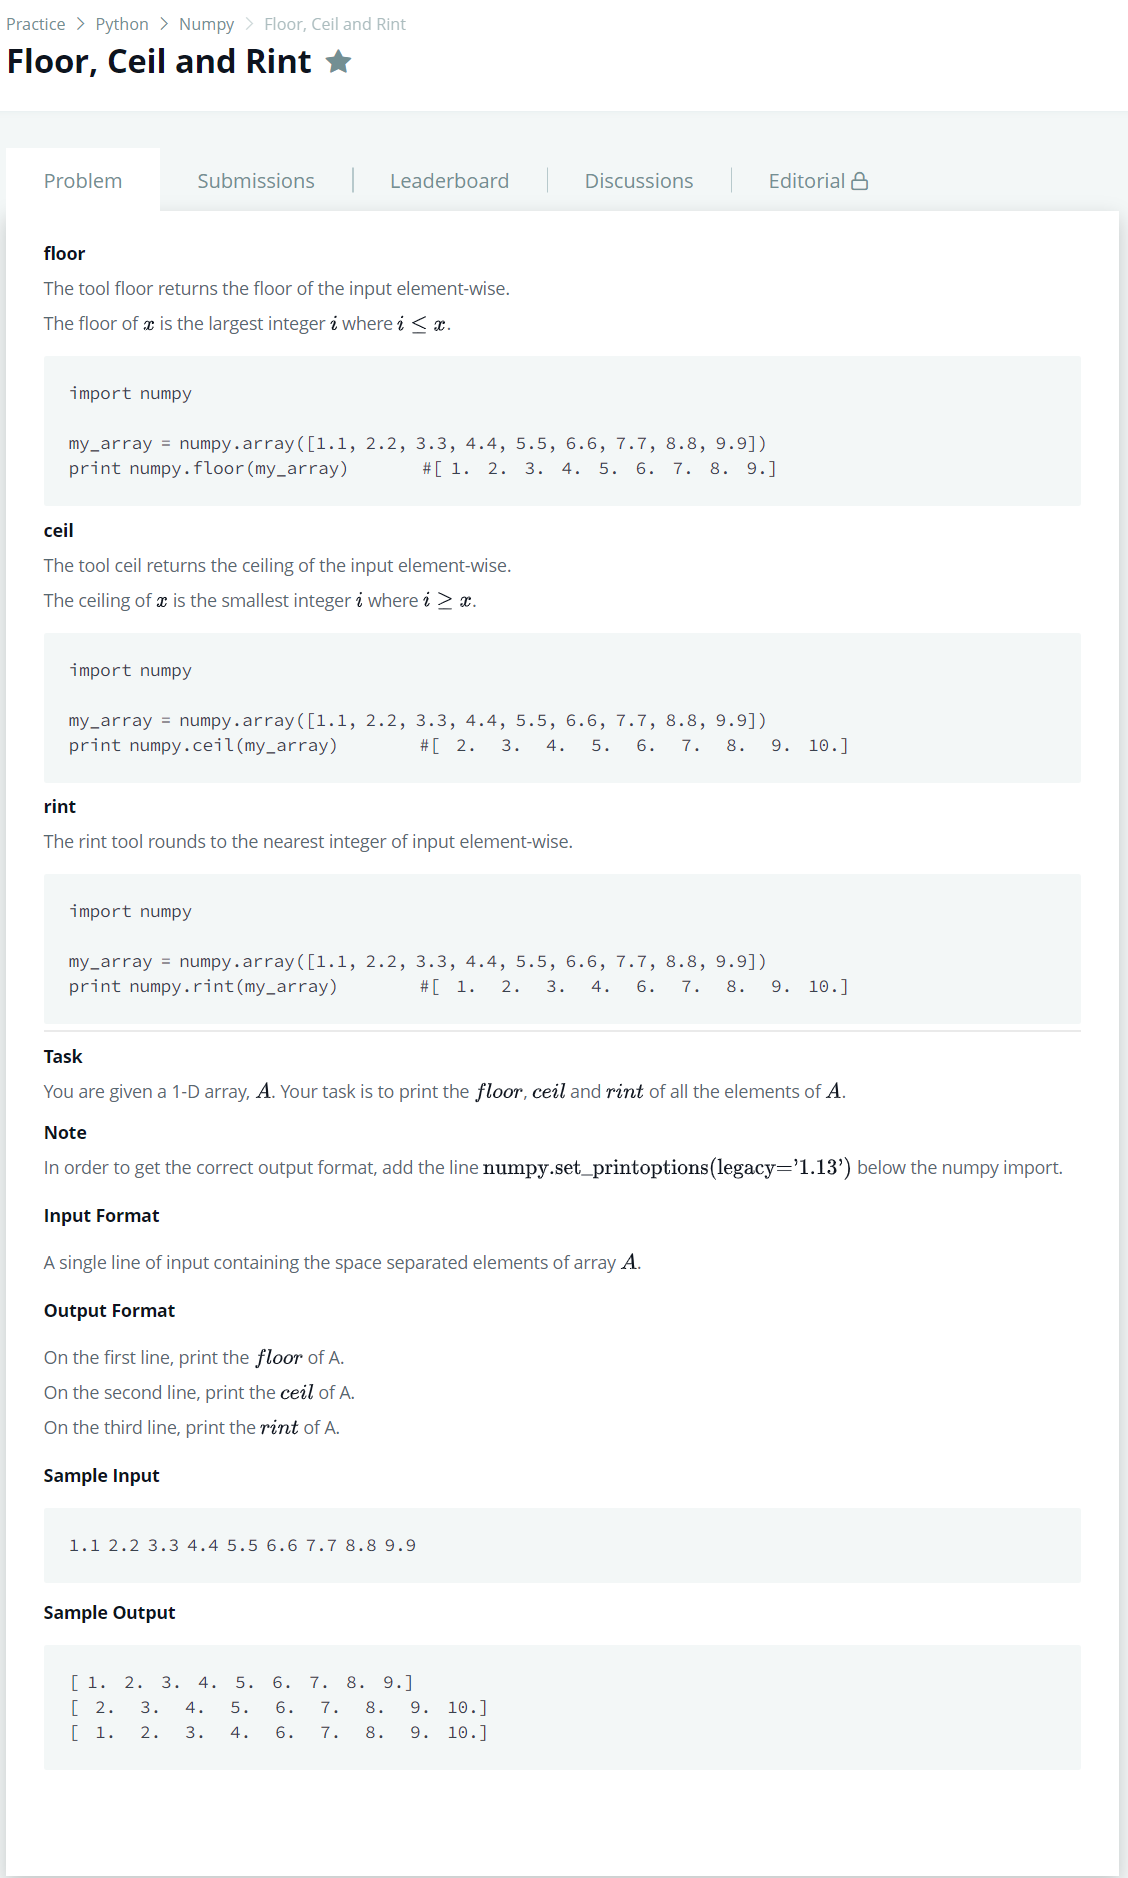 Practice > Python > Numpy > Floor, Ceil and Rint
Floor, Ceil and Rint
Problem
Submissions
Leaderboard
Discussions
Editorial
floor
The tool floor returns the floor of the input element-wise.
The floor of x is the largest integer i where i ≤ x.
import numpy
my_array = numpy.array([1.1, 2.2, 3.3, 4.4, 5.5, 6.6, 7.7, 8.8, 9.9])
print numpy.floor(my_array)         #[ 1.  2.  3.  4.  5.  6.  7.  8.  9.]
ceil
The tool ceil returns the ceiling of the input element-wise.
The ceiling of x is the smallest integer i where i ≥ x.
import numpy
my_array = numpy.array([1.1, 2.2, 3.3, 4.4, 5.5, 6.6, 7.7, 8.8, 9.9])
print numpy.ceil(my_array)          #[  2.   3.   4.   5.   6.   7.   8.   9.  10.]
rint
The rint tool rounds to the nearest integer of input element-wise.
import numpy
my_array = numpy.array([1.1, 2.2, 3.3, 4.4, 5.5, 6.6, 7.7, 8.8, 9.9])
print numpy.rint(my_array)          #[  1.   2.   3.   4.   6.   7.   8.   9.  10.]
Task
You are given a 1-D array, A. Your task is to print the floor, ceil and rint of all the elements of A.
Note
In order to get the correct output format, add the line numpy.set_printoptions(legacy='1.13') below the numpy import.
Input Format
A single line of input containing the space separated elements of array A.
Output Format
On the first line, print the floor of A.
On the second line, print the ceil of A.
On the third line, print the rint of A.
Sample Input
1.1 2.2 3.3 4.4 5.5 6.6 7.7 8.8 9.9
Sample Output
[ 1.  2.  3.  4.  5.  6.  7.  8.  9.]
[  2.   3.   4.   5.   6.   7.   8.   9.  10.]
[  1.   2.   3.   4.   6.   7.   8.   9.  10.]